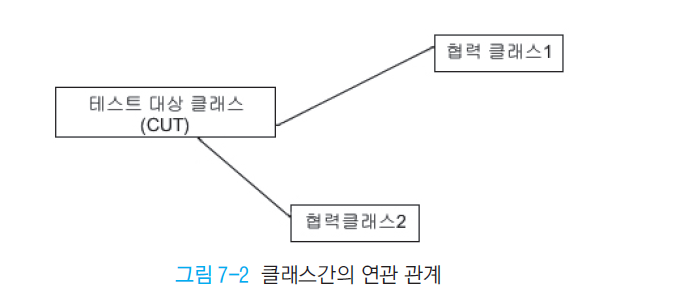 협력 클래스1
테스트 대상 클래스
(CUT)
협력클래스2
그림 7-2 클래스간의 연관 관계